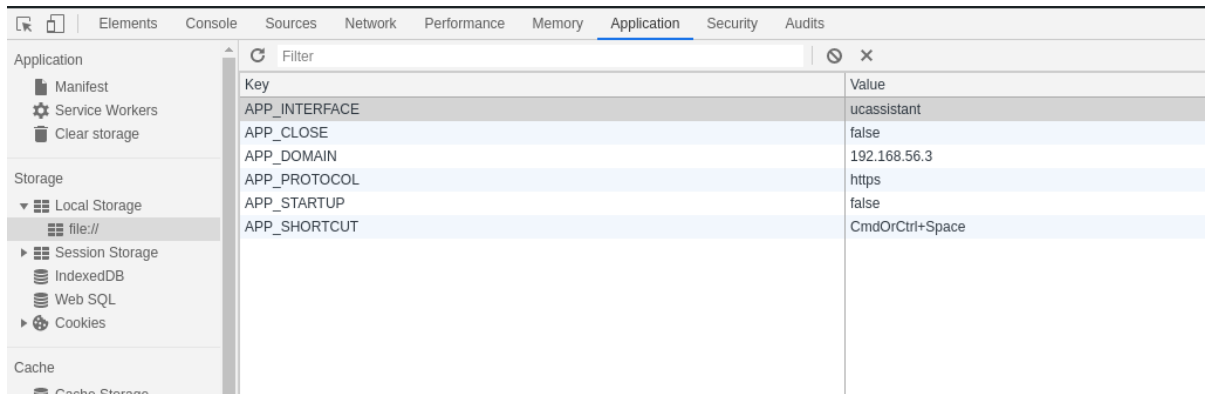 Elements Console Sources Network Performance Memory Application Security Audits
Application
Manifest
Service Workers
Clear storage
Storage
Local Storage
file://
Session Storage
IndexedDB
Web SQL
Cookies
Cache
Cache Storage
Filter
Key Value
APP_INTERFACE ucassistant
APP_CLOSE false
APP_DOMAIN 192.168.56.3
APP_PROTOCOL https
APP_STARTUP false
APP_SHORTCUT CmdOrCtrl+Space